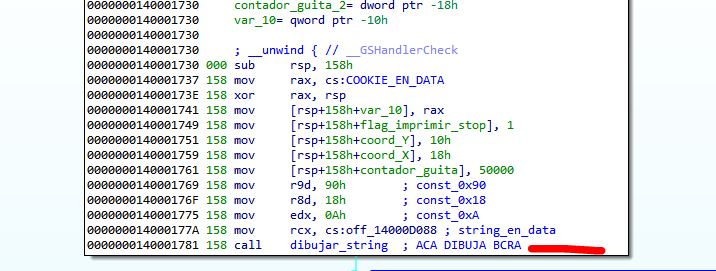 0000000140001730 contador_guita_2= dword ptr -18h
0000000140001730 var_10= qword ptr -10h
0000000140001730
0000000140001730 ; __unwind { // __GSHandlerCheck
0000000140001730 000 sub rsp, 158h
0000000140001737 158 mov rax, cs:COOKIE_EN_DATA
000000014000173E 158 xor rax, rsp
0000000140001741 158 mov [rsp+158h+var_10], rax
0000000140001749 158 mov [rsp+158h+flag_imprimir_stop], 1
0000000140001751 158 mov [rsp+158h+coord_Y], 10h
0000000140001759 158 mov [rsp+158h+coord_X], 18h
0000000140001761 158 mov [rsp+158h+contador_guita], 50000
0000000140001769 158 mov r9d, 90h ; const_0x90
000000014000176F 158 mov r8d, 18h ; const_0x18
0000000140001775 158 mov edx, 0Ah ; const_0xA
000000014000177A 158 mov rcx, cs:off_14000D088 ; string_en_data
0000000140001781 158 call dibujar_string ; ACA DIBUJA BCRA